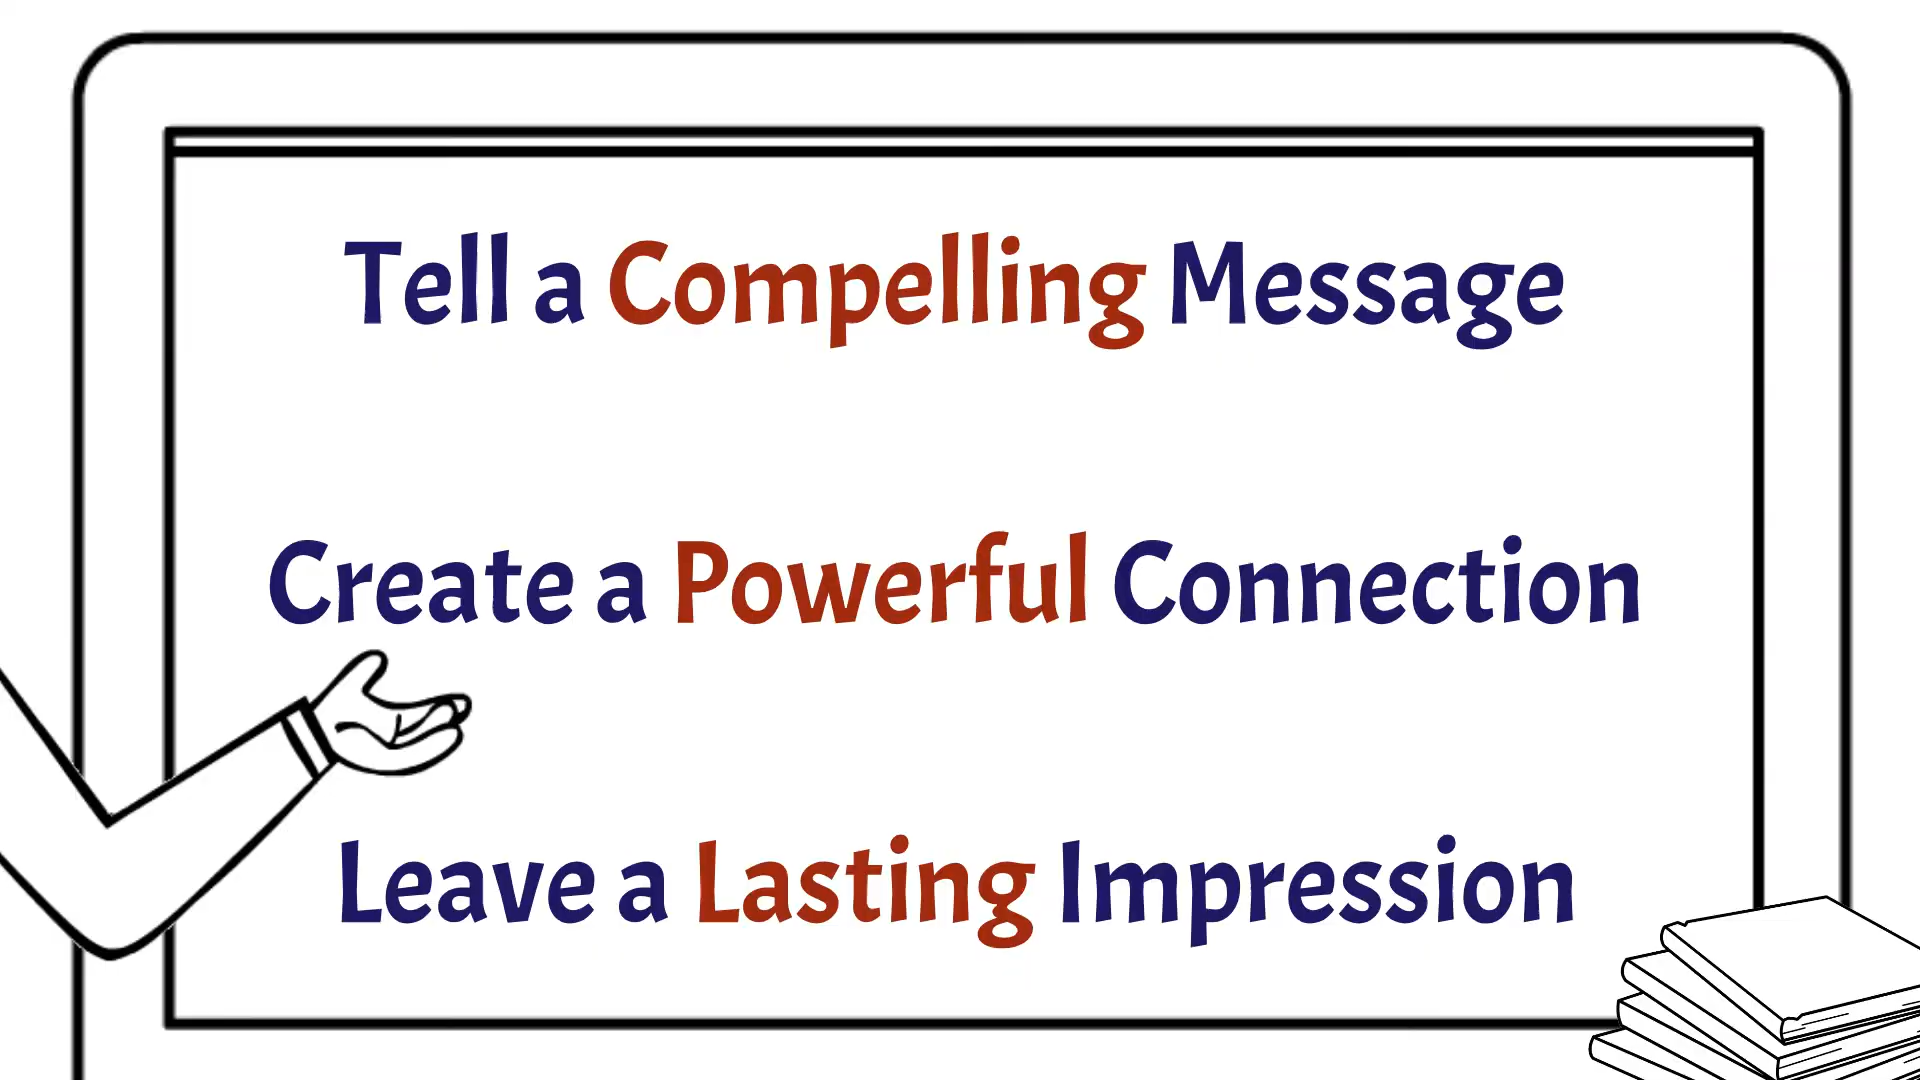 Tell a Compelling Message
Create a Powerful Connection
Leave a Lasting Impression